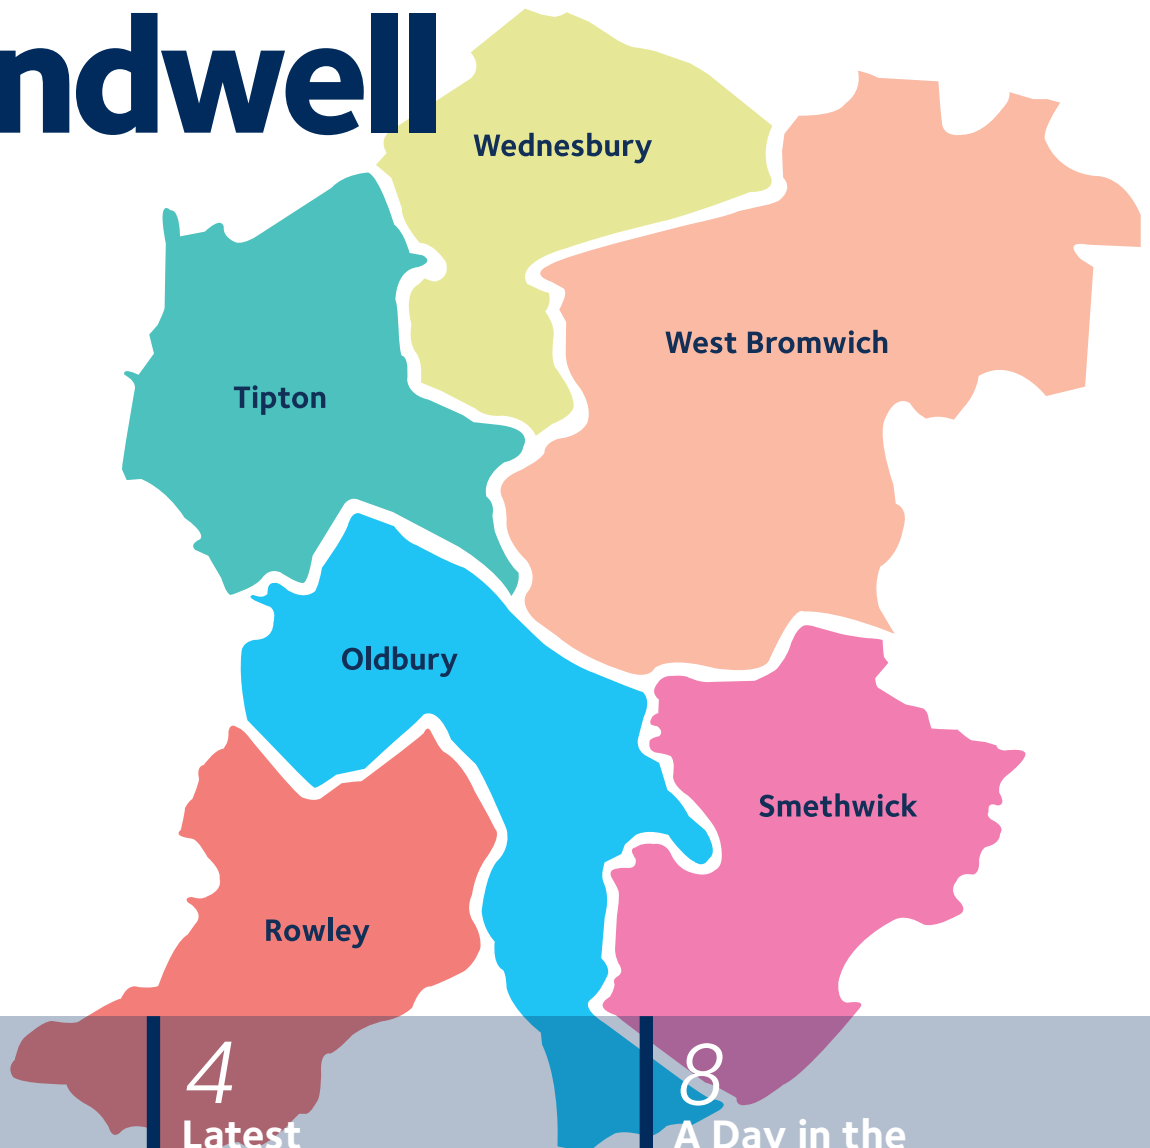 ndwell
Wednesbury
West Bromwich
Tipton
Oldbury
Smethwick
Rowley
4
Latest
8
A Day in the